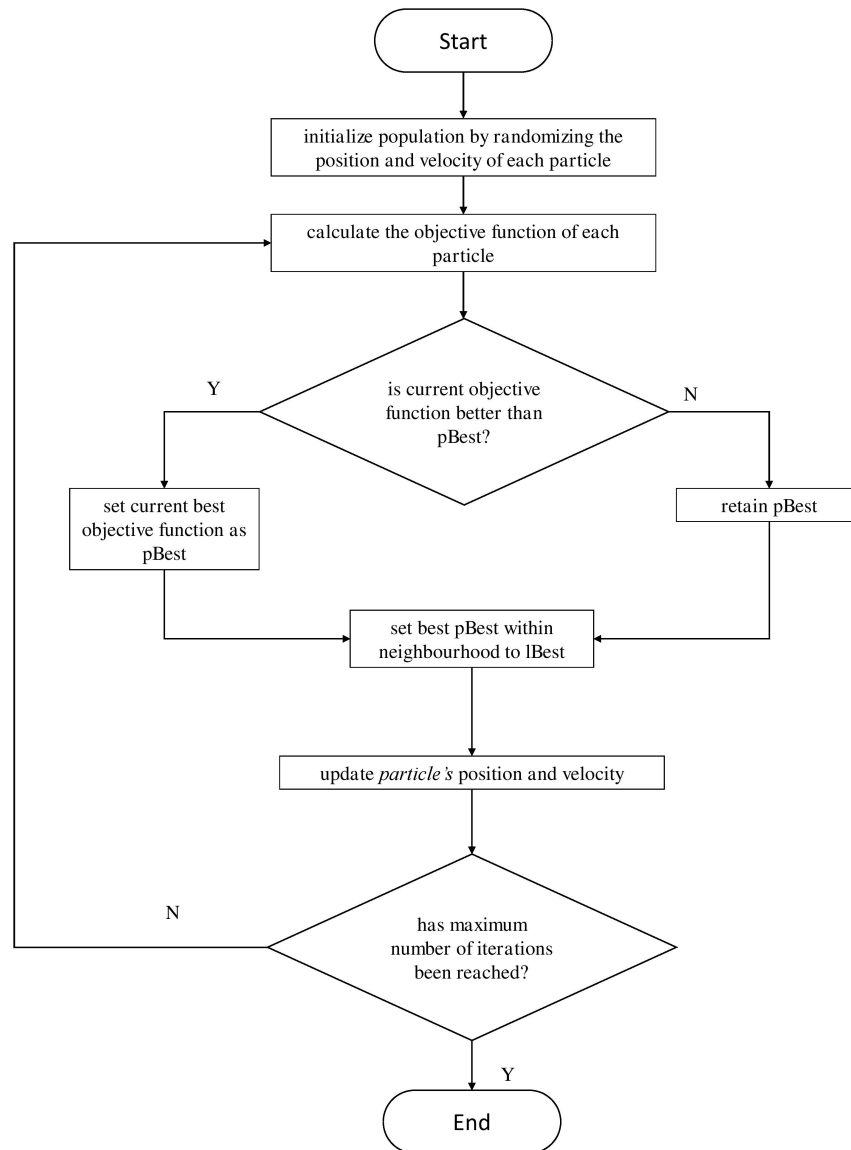 Start
initialize population by randomizing the
position and velocity of each particle
calculate the objective function of each
particle
is current objective
function better than
pBest?
Y
N
set current best
objective function as
pBest
retain pBest
set best pBest within
neighbourhood to lBest
update particle's position and velocity
has maximum
number of iterations
been reached?
N
Y
End